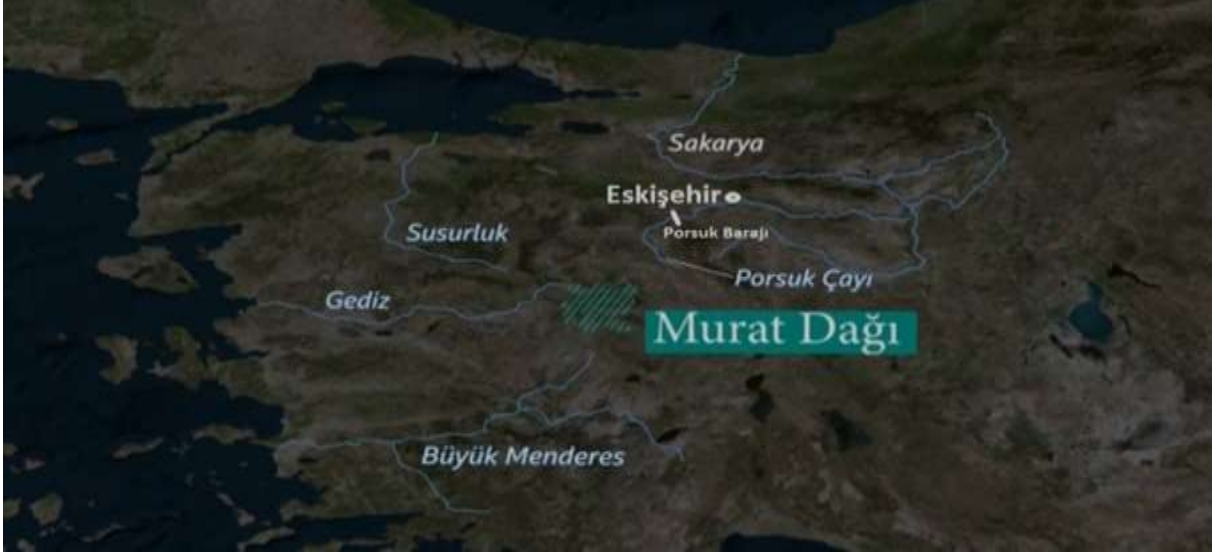 Sakarya
Eskişehir
Porsuk Barajı
Susurluk
Porsuk Çayı
Gediz
Murat Dağı
Büyük Menderes